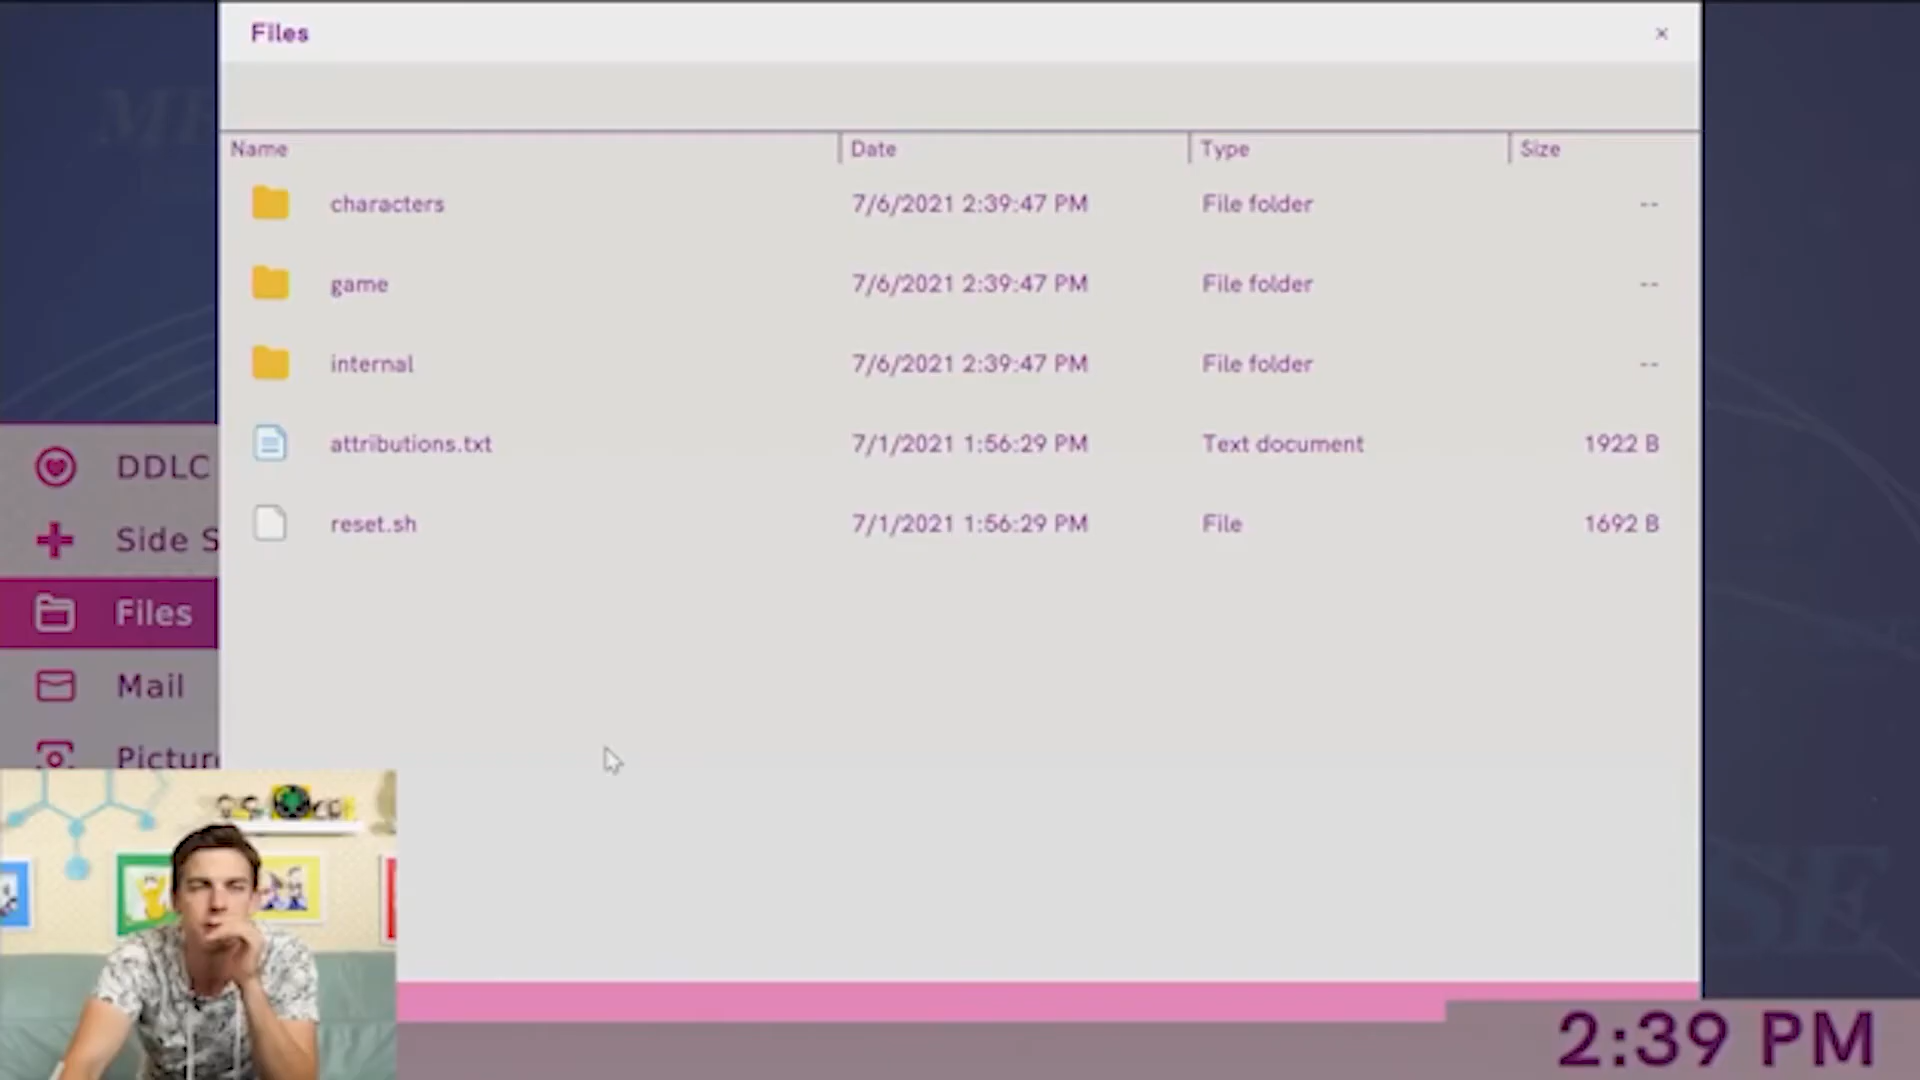 Files
Name Date Type Size
characters 7/6/2021 2:39:47 PM File folder --
game 7/6/2021 2:39:47 PM File folder --
internal 7/6/2021 2:39:47 PM File folder --
attributions.txt 7/1/2021 1:56:29 PM Text document 1922 B
reset.sh 7/1/2021 1:56:29 PM File 1692 B
DDLC
Side S
Files
Mail
Pictur
2:39 PM